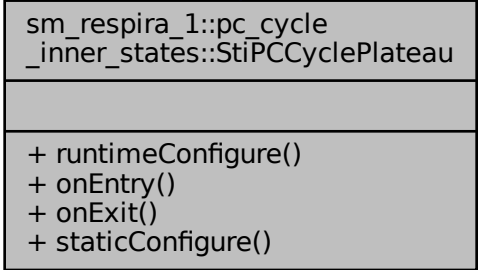 sm_respira_1::pc_cycle
_inner_states::StiPCCyclePlateau
+ runtimeConfigure()
+ onEntry()
+ onExit()
+ staticConfigure()